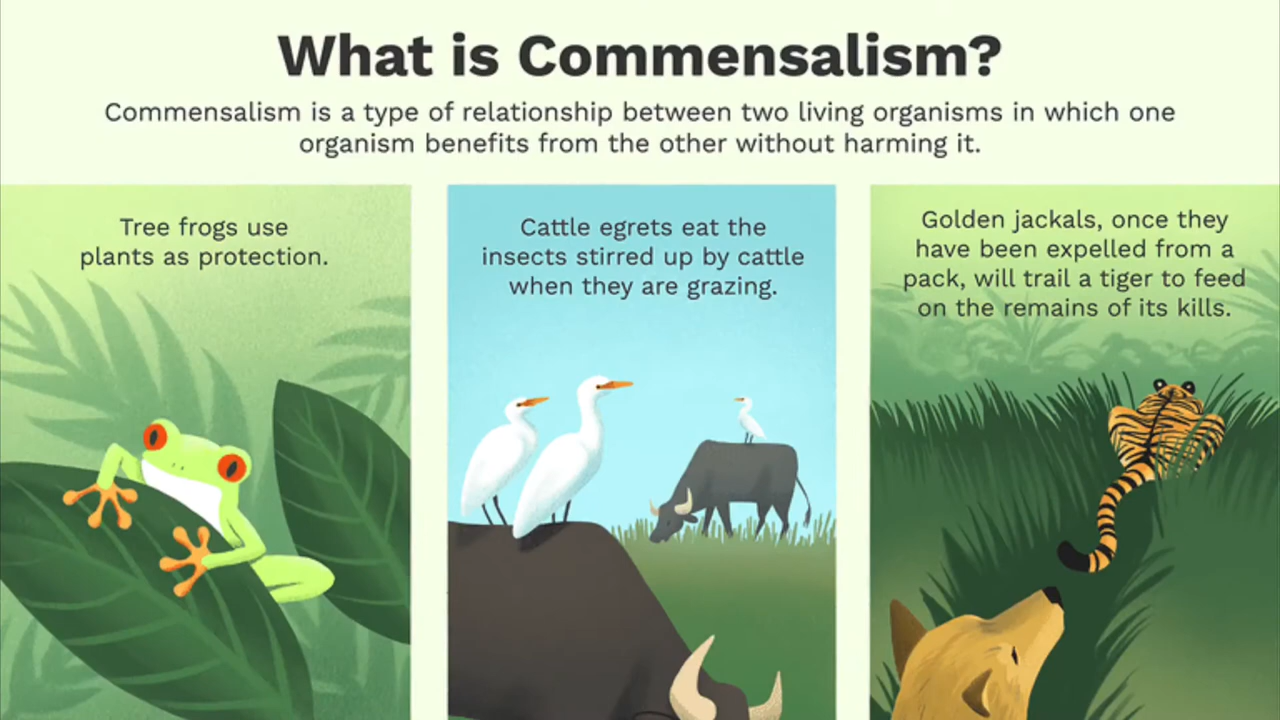 What is Commensalism?
Commensalism is a type of relationship between two living organisms in which one
organism benefits from the other without harming it.
Tree frogs use
plants as protection.
Cattle egrets eat the
insects stirred up by cattle
when they are grazing.
Golden jackals, once they
have been expelled from a
pack, will trail a tiger to feed
on the remains of its kills.